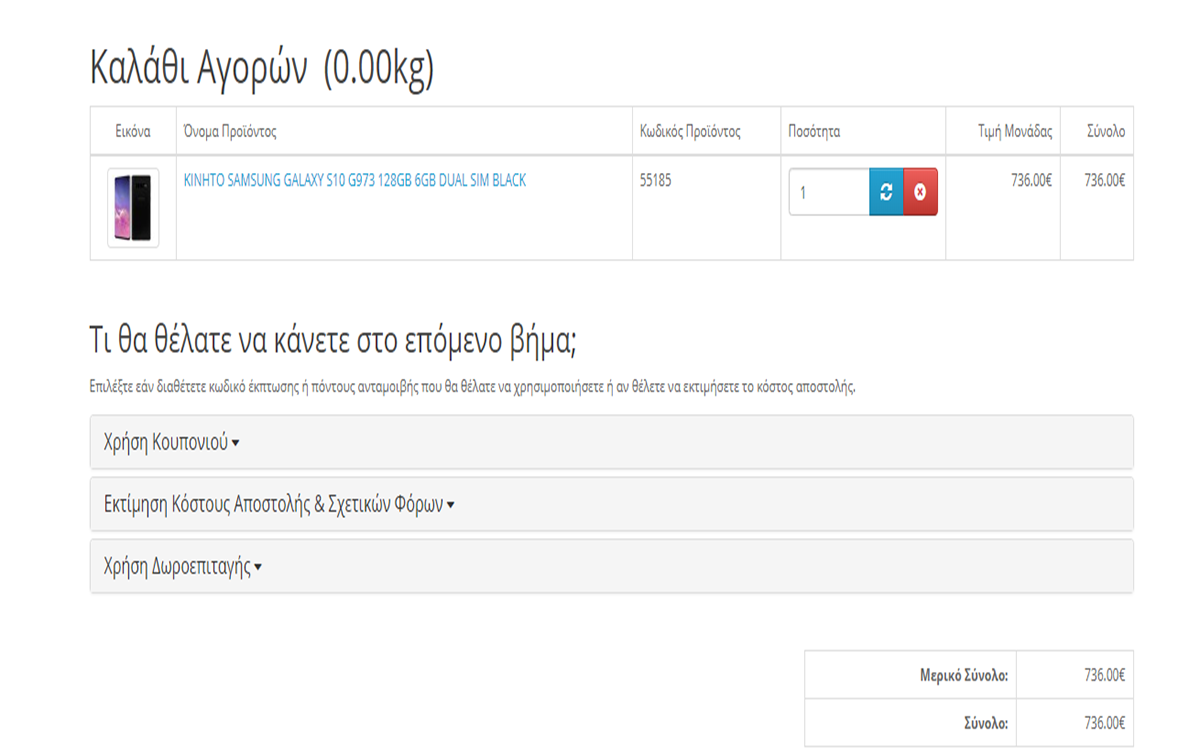 Καλάθι Αγορών (0.00kg)
Εικόνα Όνομα Προϊόντος Κωδικός Προϊόντος Ποσότητα Τιμή Μονάδας Σύνολο
ΚΙΝΗΤΟ SAMSUNG GALAXY S10 G973 128GB 6GB DUAL SIM BLACK 55185 1 736.00€ 736.00€
Τι θα θέλατε να κάνετε στο επόμενο βήμα;
Επιλέξτε εάν διαθέτετε κωδικό έκπτωσης ή πόντους ανταμοιβής που θα θέλατε να χρησιμοποιήσετε ή αν θέλετε να εκτιμήσετε το κόστος αποστολής.
Χρήση Κουπονιού
Εκτίμηση Κόστους Αποστολής & Σχετικών Φόρων
Χρήση Δωροεπιταγής
Μερικό Σύνολο: 736.00€
Σύνολο: 736.00€